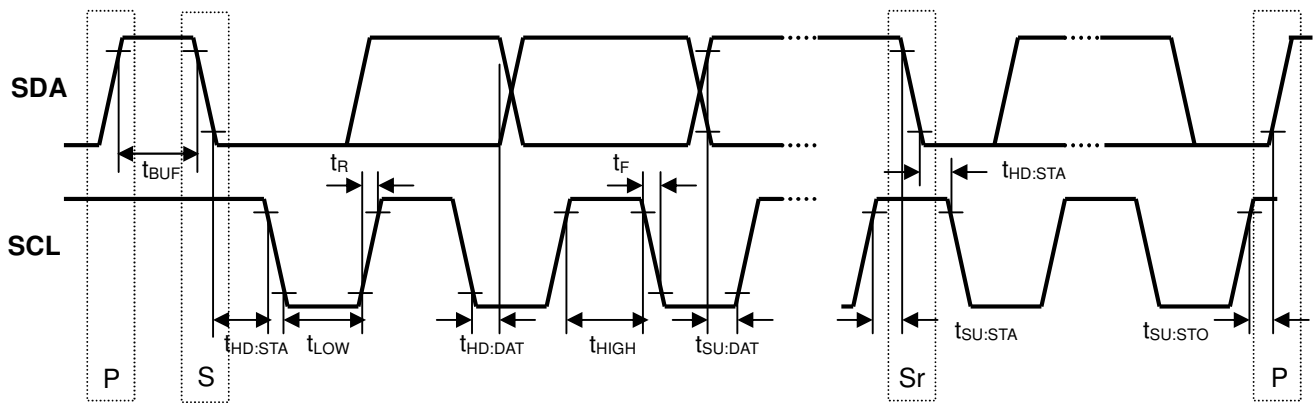 SDA
tBUF
tR
tF
tHD:STA
SCL
tHD:STA
tLOW
tHD:DAT
tHIGH
tSU:DAT
tSU:STA
tSU:STO
P
S
Sr
P